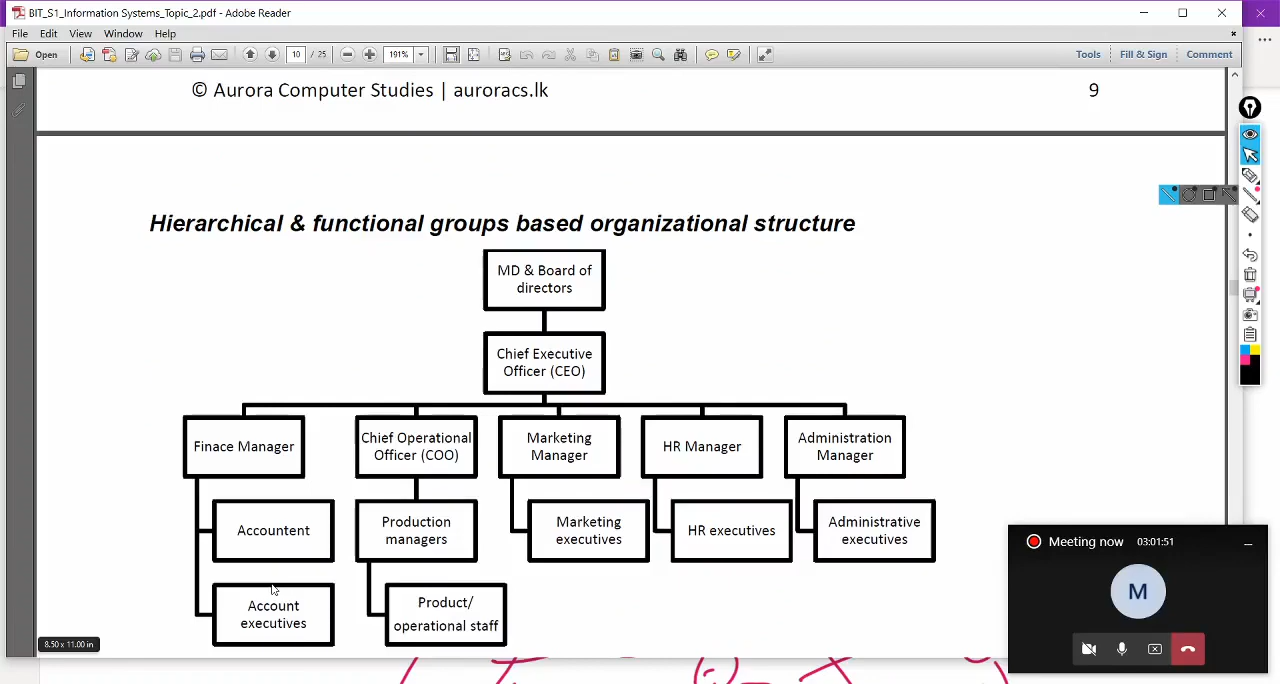 BIT_S1_Information Systems_Topic_2.pdf - Adobe Reader
File Edit View Window Help
Open 10 / 25 191% Tools Fill & Sign Comment
© Aurora Computer Studies | auroracs.lk 9
Hierarchical & functional groups based organizational structure
MD & Board of
directors
Chief Executive
Officer (CEO)
Finace Manager
Chief Operational
Officer (COO)
Marketing
Manager
HR Manager
Administration
Manager
Accountent
Production
managers
Marketing
executives
HR executives
Administrative
executives
Account
executives
Product/
operational staff
Meeting now 03:01:51
M
8.50 x 11.00 in